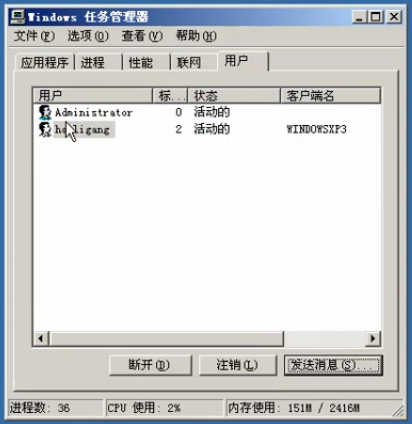 Windows 任务管理器
文件(F) 选项(O) 查看(V) 帮助(H)
应用程序 进程 性能 联网 用户
用户 标... 状态 客户端名
Administrator 0 活动的
2 活动的 WINDOWSXP3
断开(D) 注销(L) 发送消息(S)...
进程数: 36 CPU 使用: 2% 内存使用: 151M / 2416M